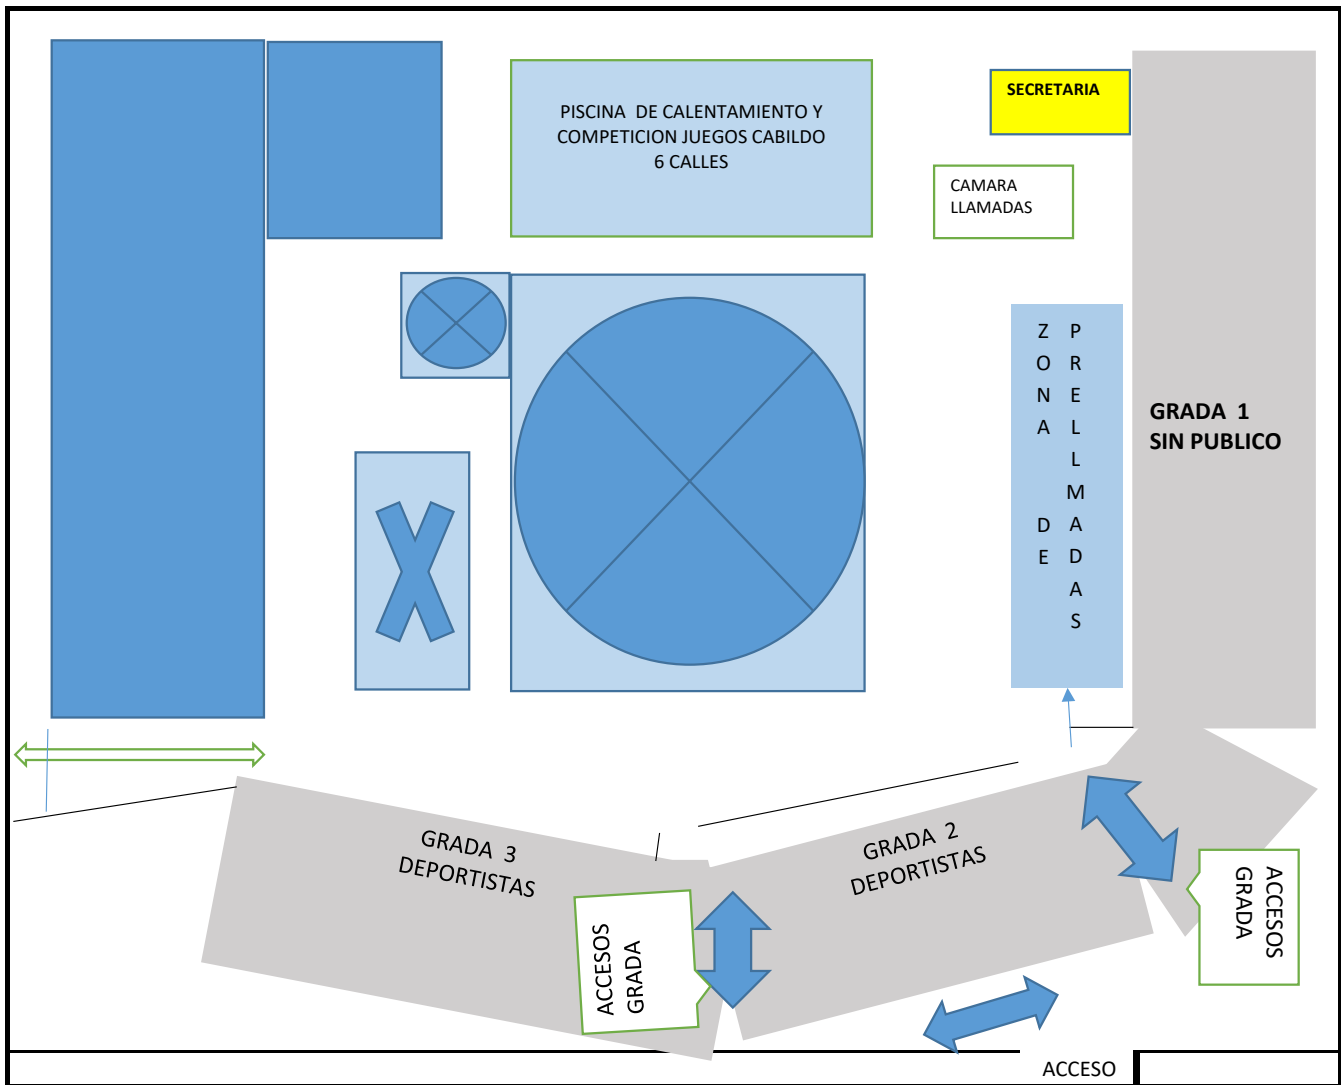 PISCINA DE CALENTAMIENTO Y
COMPETICION JUEGOS CABILDO
6 CALLES
SECRETARIA
CAMARA
LLAMADAS
ZONA DE
PRELLMADAS
GRADA 1
SIN PUBLICO
GRADA 3
DEPORTISTAS
GRADA 2
DEPORTISTAS
ACCESOS
GRADA
ACCESOS
GRADA
ACCESO